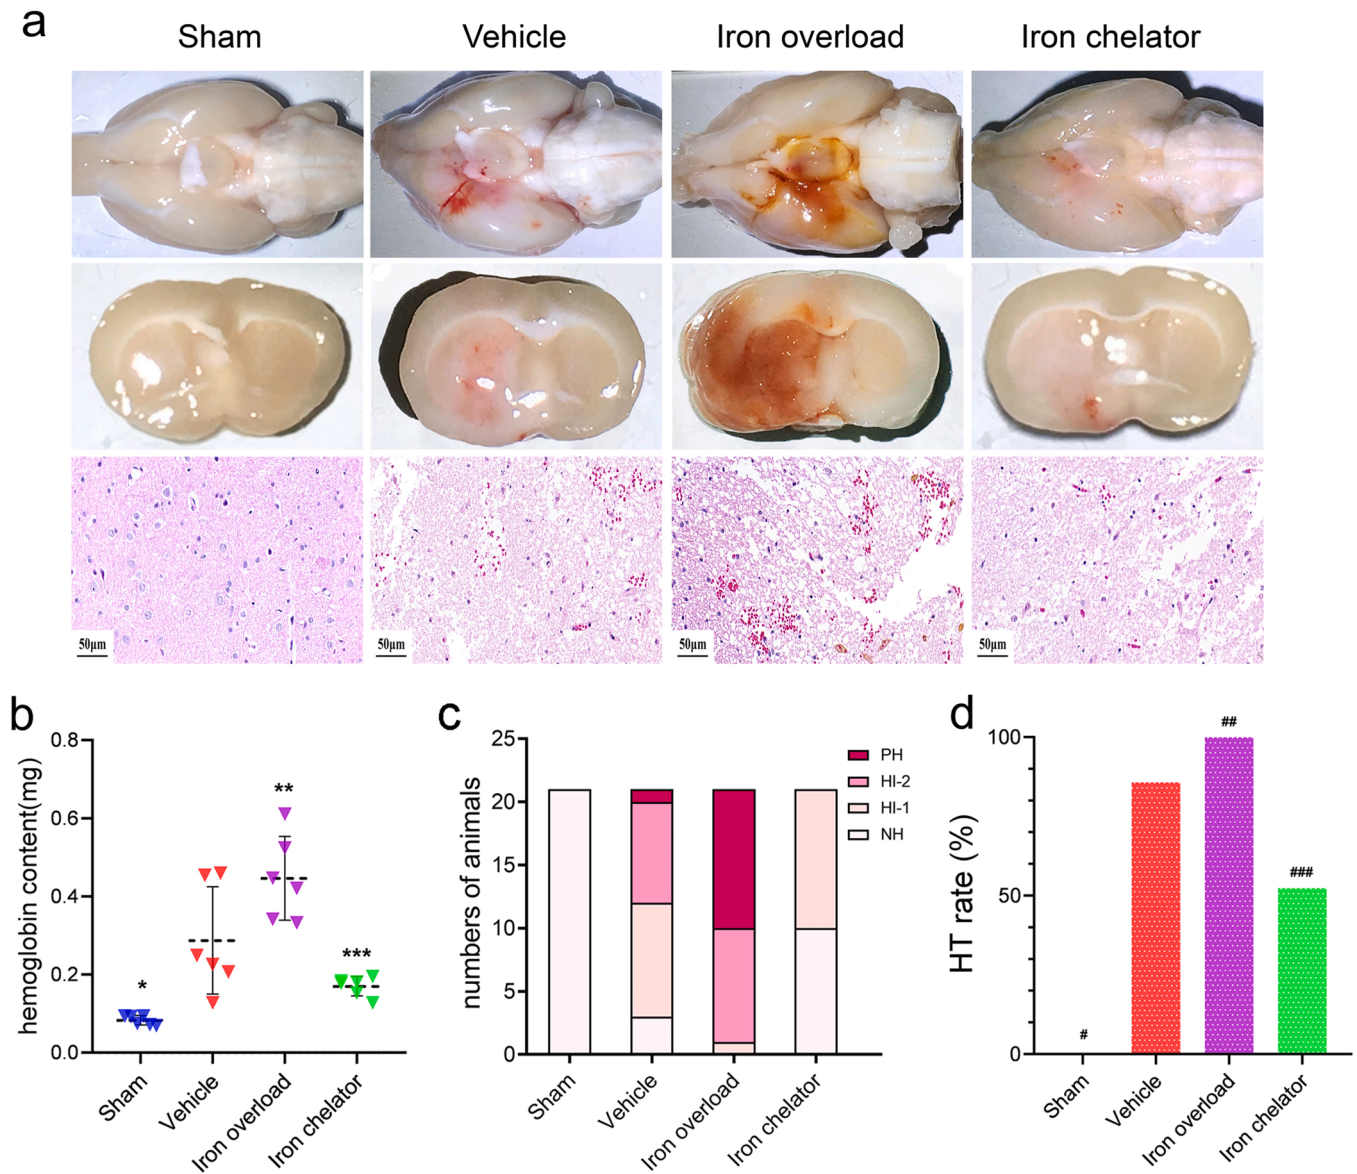 a
Sham
Vehicle
Iron overload
Iron chelator
50μm
50μm
50μm
50μm
b
hemoglobin content(mg)
0.8
0.6
0.4
0.2
0.0
*
**
***
Sham
Vehicle
Iron overload
Iron chelator
c
numbers of animals
25
20
15
10
5
0
PH
HI-2
HI-1
NH
Sham
Vehicle
Iron overload
Iron chelator
d
HT rate (%)
100
50
0
#
##
###
Sham
Vehicle
Iron overload
Iron chelator